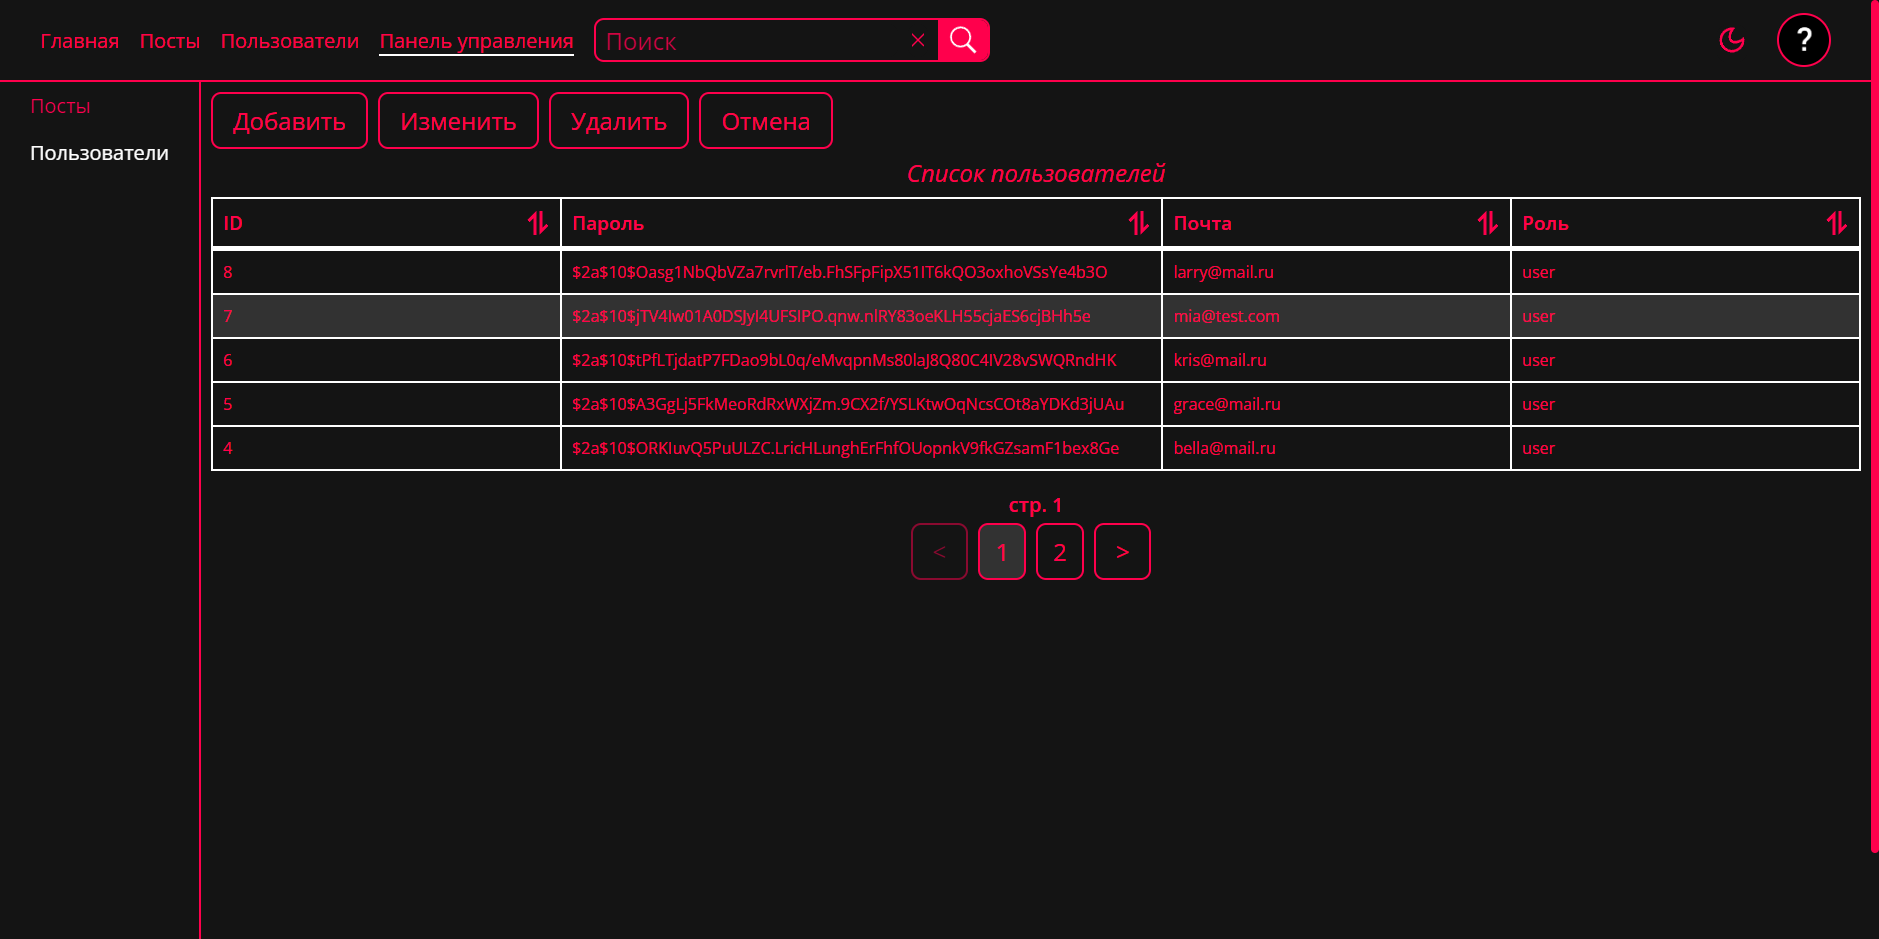 Главная Посты Пользователи Панель управления Поиск ?
Посты
Пользователи
Добавить Изменить Удалить Отмена
Список пользователей
ID Пароль Почта Роль
8 $2a$10$Oasg1NbQbVZa7rvrlT/eb.FhSFpFipX51IT6kQO3oxhoVSsYe4b3O larry@mail.ru user
7 $2a$10$jTV4Iw01A0DSJyI4UFSIPO.qnw.nlRY83oeKLH55cjaES6cjBHh5e mia@test.com user
6 $2a$10$tPfLTjdatP7FDao9bL0q/eMvqpnMs80laJ8Q80C4IV28vSWQRndHK kris@mail.ru user
5 $2a$10$A3GgLj5FkMeoRdRxWXjZm.9CX2f/YSLKtwOqNcsCOt8aYDKd3jUAu grace@mail.ru user
4 $2a$10$ORKIuvQ5PuULZC.LricHLunghErFhfOUopnkV9fkGZsamF1bex8Ge bella@mail.ru user
стр. 1
< 1 2 >